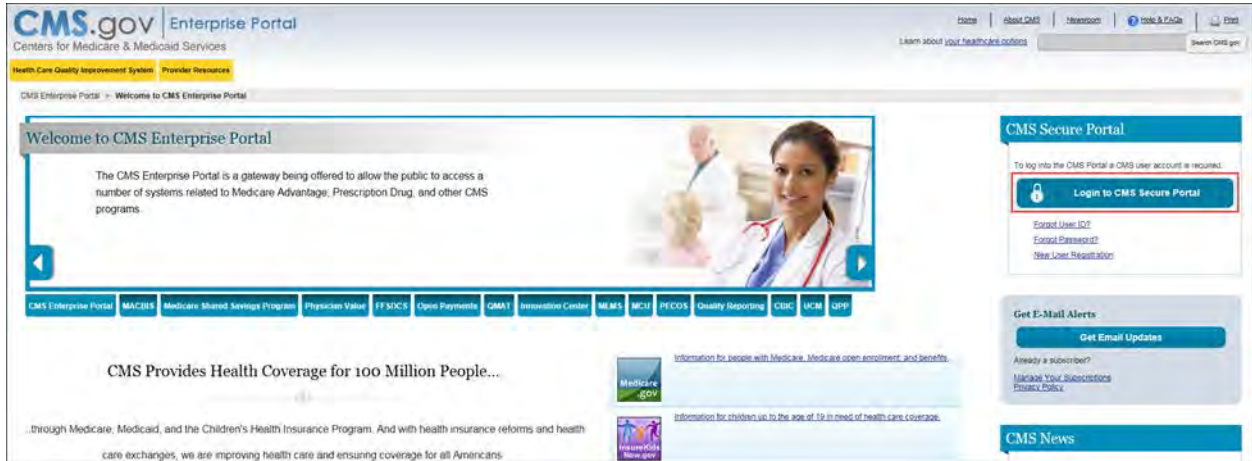 CMS.gov | Enterprise Portal
Centers for Medicare & Medicaid Services
Home | About CMS | Newsroom | Help & FAQs | Print
Learn about your healthcare options
Search CMS.gov
Health Care Quality Improvement System
Provider Resources
CMS Enterprise Portal > Welcome to CMS Enterprise Portal
Welcome to CMS Enterprise Portal
The CMS Enterprise Portal is a gateway being offered to allow the public to access a
number of systems related to Medicare Advantage, Prescription Drug, and other CMS
programs.
CMS Enterprise Portal
MACBIS
Medicare Shared Savings Program
Physician Value
FFSDCS
Open Payments
QMAT
Innovation Center
MLMS
MCU
PECOS
Quality Reporting
CBIC
UCM
QPP
CMS Provides Health Coverage for 100 Million People...
...through Medicare, Medicaid, and the Children's Health Insurance Program. And with health insurance reforms and health
care exchanges, we are improving health care and ensuring coverage for all Americans
Medicare
.gov
Information for people with Medicare, Medicare open enrollment, and benefits.
InsureKids
Now.gov
Information for children up to the age of 19 in need of health care coverage.
CMS Secure Portal
To log into the CMS Portal a CMS user account is required.
Login to CMS Secure Portal
Forgot User ID?
Forgot Password?
New User Registration
Get E-Mail Alerts
Get Email Updates
Already a subscriber?
Manage Your Subscriptions
Privacy Policy
CMS News